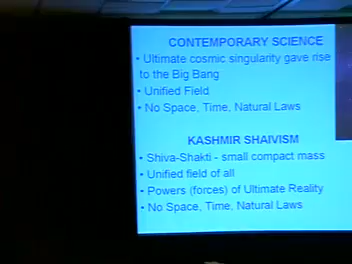 CONTEMPORARY SCIENCE
• Ultimate cosmic singularity gave rise
to the Big Bang
• Unified Field
• No Space, Time, Natural Laws
KASHMIR SHAIVISM
• Shiva-Shakti - small compact mass
• Unified field of all
• Powers (forces) of Ultimate Reality
• No Space, Time, Natural Laws